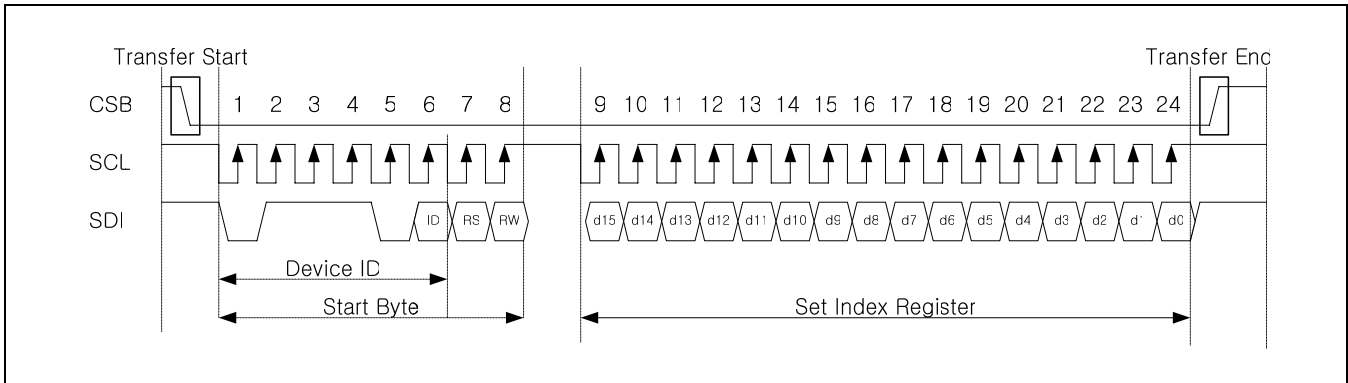 Transfer Start
Transfer End
CSB
1 2 3 4 5 6 7 8 9 10 11 12 13 14 15 16 17 18 19 20 21 22 23 24
SCL
SDI
ID RS RW d15 d14 d13 d12 d11 d10 d9 d8 d7 d6 d5 d4 d3 d2 d1 d0
Device ID
Start Byte
Set Index Register